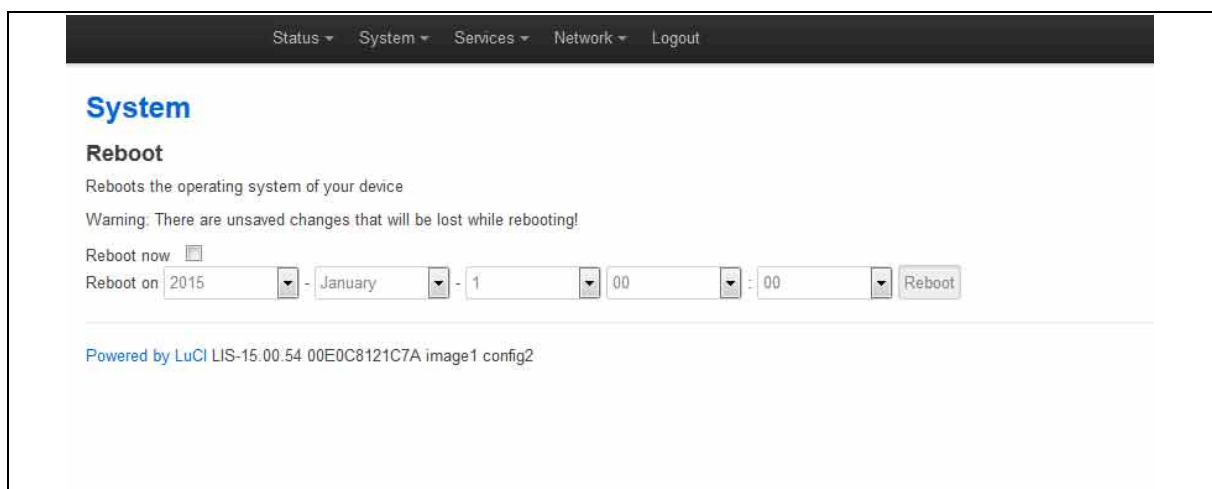 Status System Services Network Logout
System
Reboot
Reboots the operating system of your device
Warning: There are unsaved changes that will be lost while rebooting!
Reboot now
Reboot on 2015 - January - 1 00 : 00 Reboot
Powered by LuCI LIS-15.00.54 00E0C8121C7A image1 config2